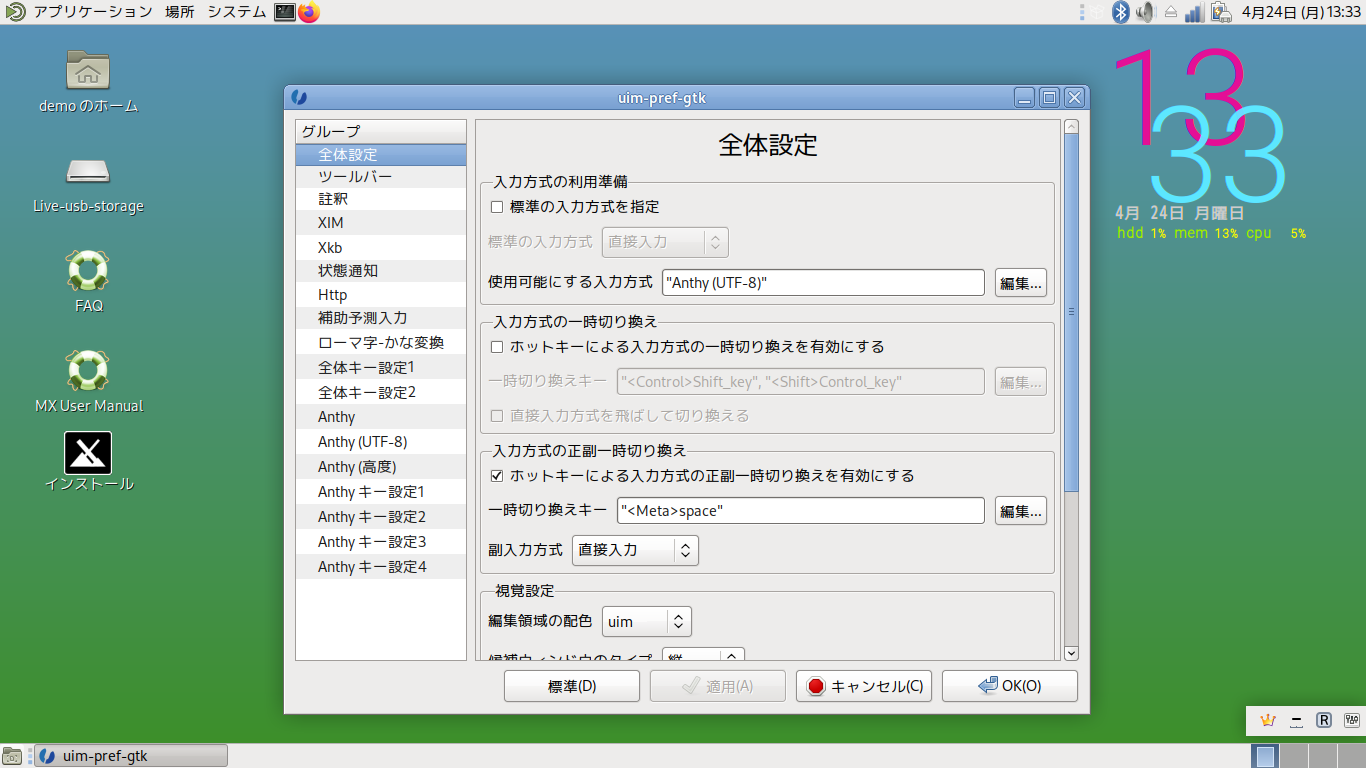 アプリケーション 場所 システム
4月24日 (月) 13:33
demo のホーム
Live-usb-storage
FAQ
MX User Manual
インストール
13
33
4月 24日 月曜日
hdd 1% mem 13% cpu 5%
uim-pref-gtk
グループ
全体設定
ツールバー
註釈
XIM
Xkb
状態通知
Http
補助予測入力
ローマ字-かな変換
全体キー設定1
全体キー設定2
Anthy
Anthy (UTF-8)
Anthy (高度)
Anthy キー設定1
Anthy キー設定2
Anthy キー設定3
Anthy キー設定4
全体設定
入力方式の利用準備
標準の入力方式を指定
標準の入力方式 直接入力
使用可能にする入力方式 "Anthy (UTF-8)" 編集...
入力方式の一時切り換え
ホットキーによる入力方式の一時切り換えを有効にする
一時切り換えキー "<Control>Shift_key", "<Shift>Control_key" 編集...
直接入力方式を飛ばして切り換える
入力方式の正副一時切り換え
ホットキーによる入力方式の正副一時切り換えを有効にする
一時切り換えキー "<Meta>space" 編集...
副入力方式 直接入力
視覚設定
編集領域の配色 uim
候補ウィンドウのタイプ 縦
標準(D) 適用(A) キャンセル(C) OK(O)
R
uim-pref-gtk